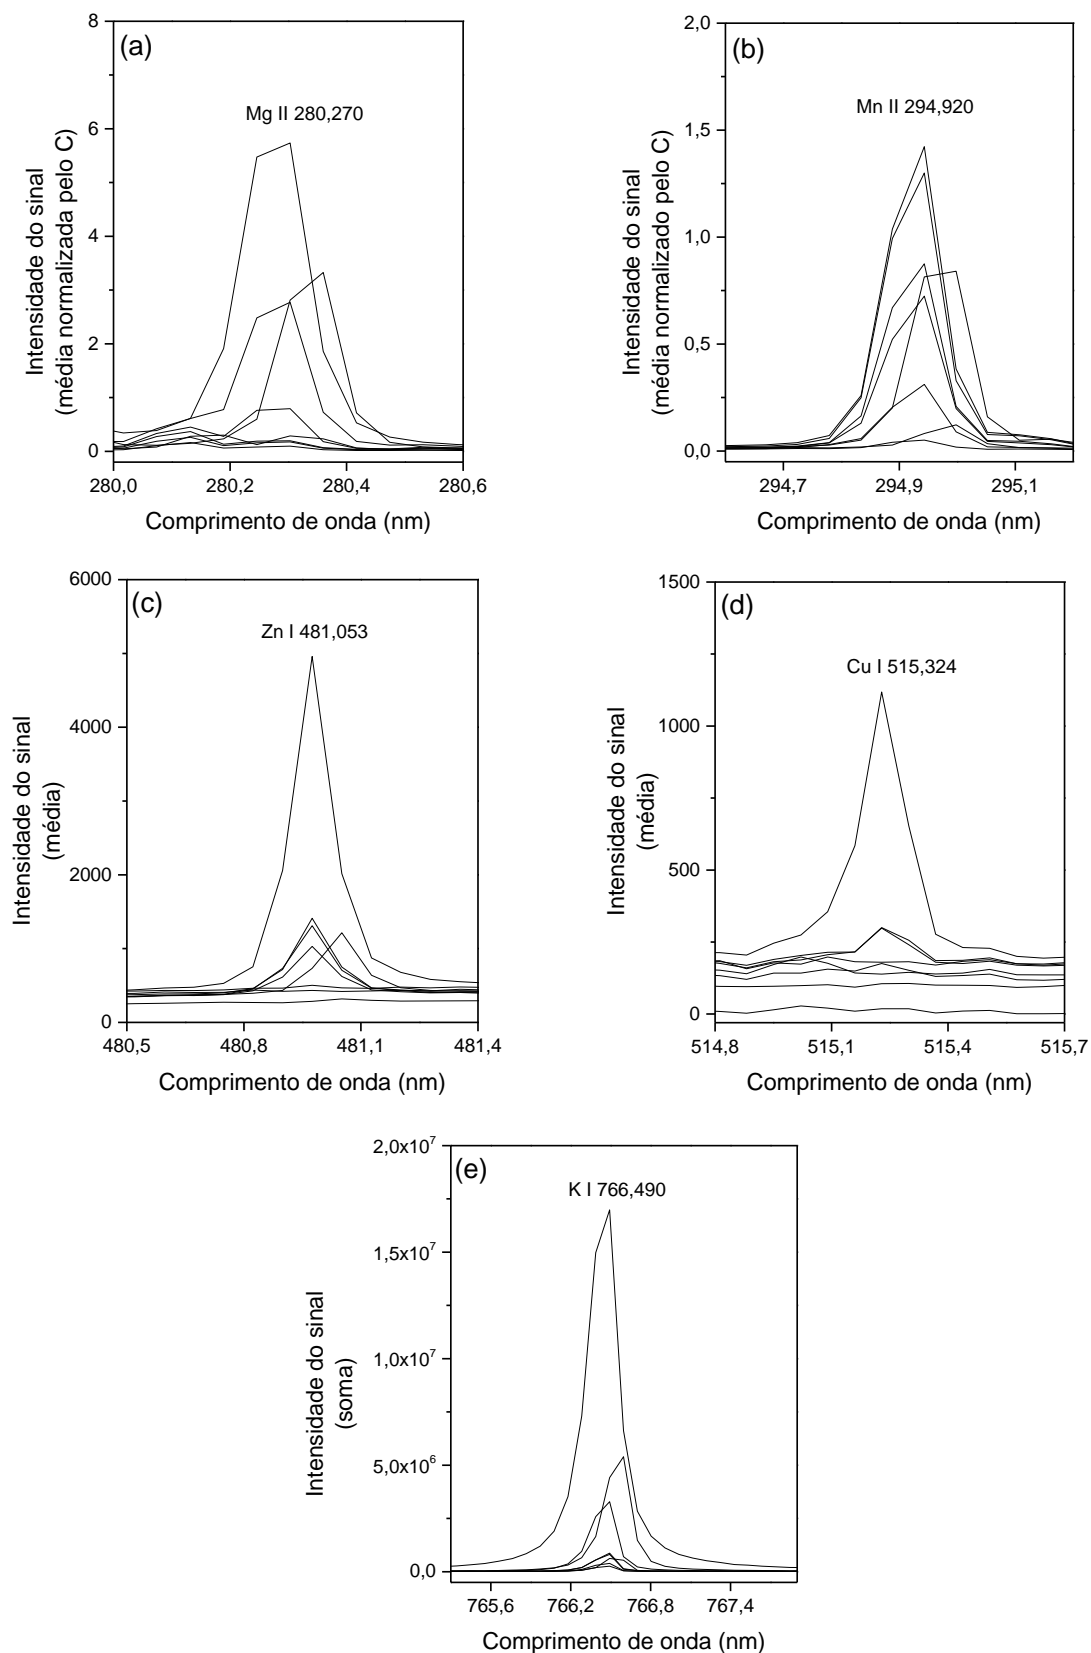 (a)
Mg II 280,270
8
6
4
2
0
280,0 280,2 280,4 280,6
Comprimento de onda (nm)
Intensidade do sinal
(média normalizada pelo C)
(b)
Mn II 294,920
2,0
1,5
1,0
0,5
0,0
294,7 294,9 295,1
Comprimento de onda (nm)
Intensidade do sinal
(média normalizado pelo C)
(c)
Zn I 481,053
6000
4000
2000
0
480,5 480,8 481,1 481,4
Comprimento de onda (nm)
Intensidade do sinal
(média)
(d)
Cu I 515,324
1500
1000
500
0
514,8 515,1 515,4 515,7
Comprimento de onda (nm)
Intensidade do sinal
(média)
(e)
K I 766,490
2,0x10⁷
1,5x10⁷
1,0x10⁷
5,0x10⁶
0,0
765,6 766,2 766,8 767,4
Comprimento de onda (nm)
Intensidade do sinal
(soma)